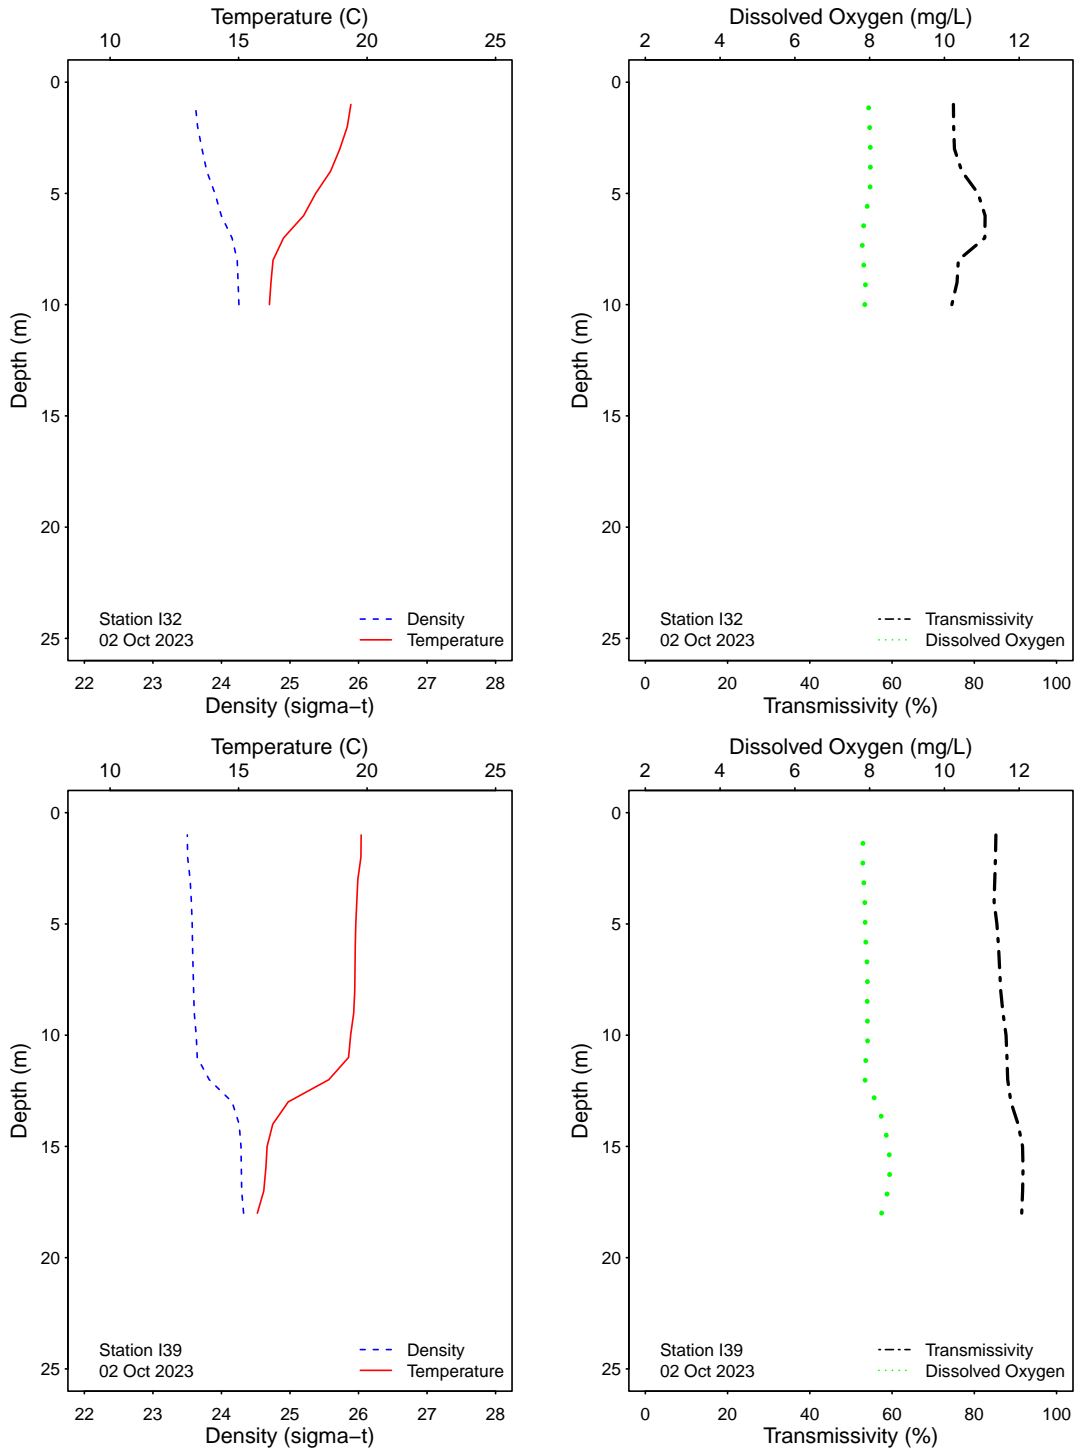 Temperature (C)
10 15 20 25
0
5
10
15
20
25
Depth (m)
Station I32
02 Oct 2023
Density
Temperature
22 23 24 25 26 27 28
Density (sigma−t)
Dissolved Oxygen (mg/L)
2 4 6 8 10 12
0
5
10
15
20
25
Depth (m)
Station I32
02 Oct 2023
Transmissivity
Dissolved Oxygen
0 20 40 60 80 100
Transmissivity (%)
Temperature (C)
10 15 20 25
0
5
10
15
20
25
Depth (m)
Station I39
02 Oct 2023
Density
Temperature
22 23 24 25 26 27 28
Density (sigma−t)
Dissolved Oxygen (mg/L)
2 4 6 8 10 12
0
5
10
15
20
25
Depth (m)
Station I39
02 Oct 2023
Transmissivity
Dissolved Oxygen
0 20 40 60 80 100
Transmissivity (%)